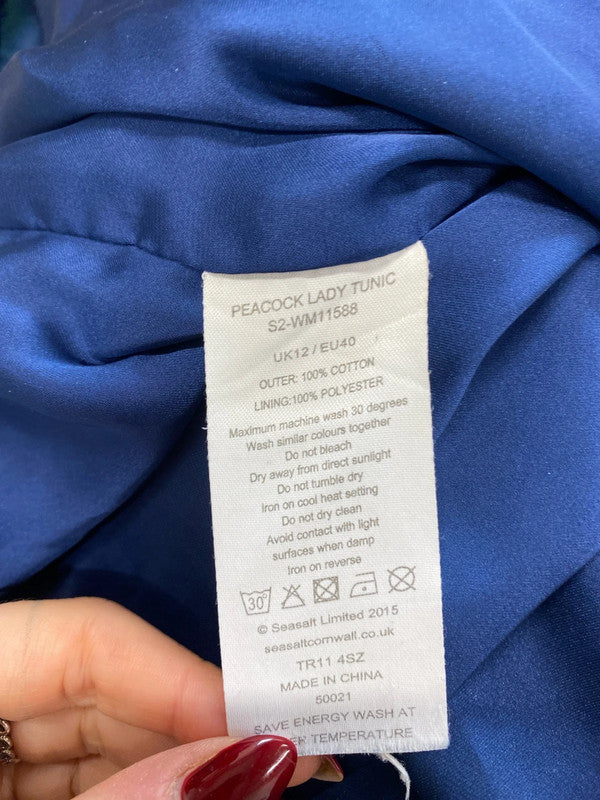 PEACOCK LADY TUNIC
S2-WM11588
UK12 / EU40
OUTER: 100% COTTON
LINING:100% POLYESTER
Maximum machine wash 30 degrees
Wash similar colours together
Do not bleach
Dry away from direct sunlight
Do not tumble dry
Iron on cool heat setting
Do not dry clean
Avoid contact with light
surfaces when damp
Iron on reverse
30
© Seasalt Limited 2015
seasaltcornwall.co.uk
TR11 4SZ
MADE IN CHINA
50021
SAVE ENERGY WASH AT
TEMPERATURE